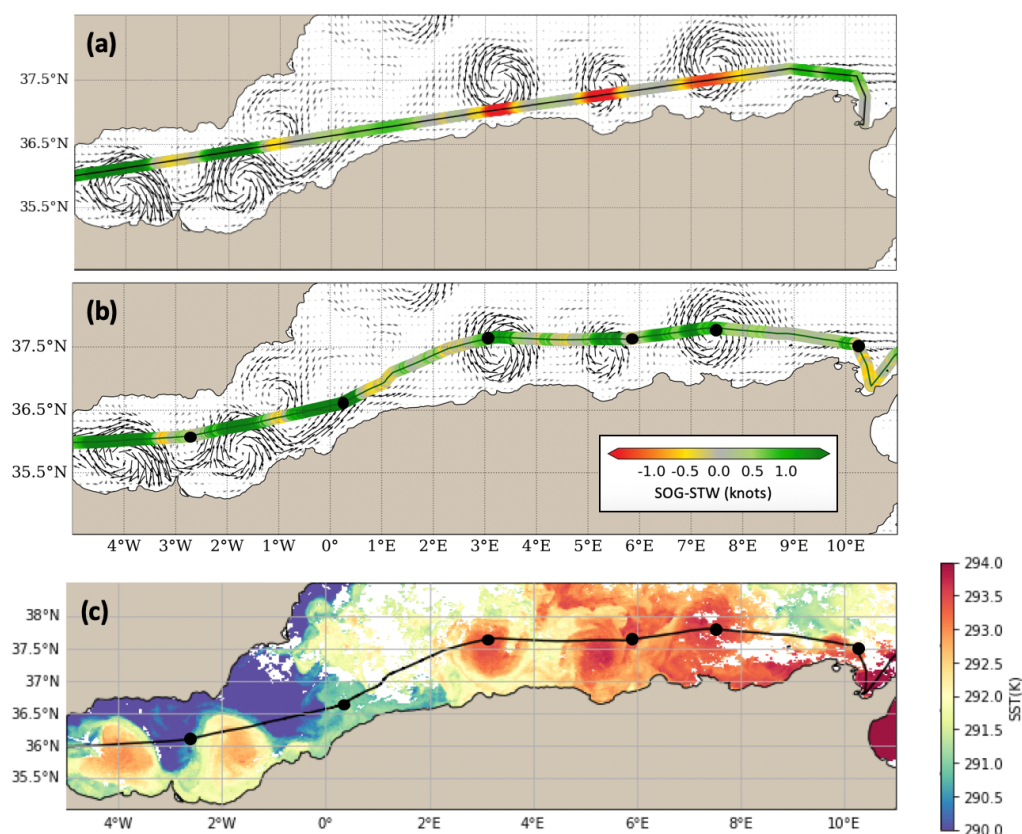 (a)
37.5°N
36.5°N
35.5°N
(b)
37.5°N
36.5°N
35.5°N
-1.0 -0.5 0.0 0.5 1.0
SOG-STW (knots)
4°W 3°W 2°W 0° 1°E 2°E 3°E 4°E 5°E 6°E 7°E 8°E 9°E 10°E
(c)
38°N
37.5°N
37°N
36.5°N
36°N
35.5°N
4°W 2°W 0° 2°E 4°E 6°E 8°E 10°E
294.0
293.5
293.0
292.5
292.0
291.5
291.0
290.5
290.0
SST(K)